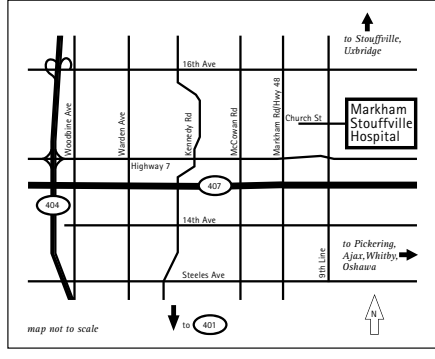 to Stouffville,
Uxbridge
16th Ave
Woodbine Ave
Warden Ave
Kennedy Rd
McCowan Rd
Markham Rd/Hwy 48
Church St
Markham
Stouffville
Hospital
Highway 7
407
404
14th Ave
to Pickering,
Ajax,Whitby,
Oshawa
9th Line
Steeles Ave
map not to scale
to 401
N